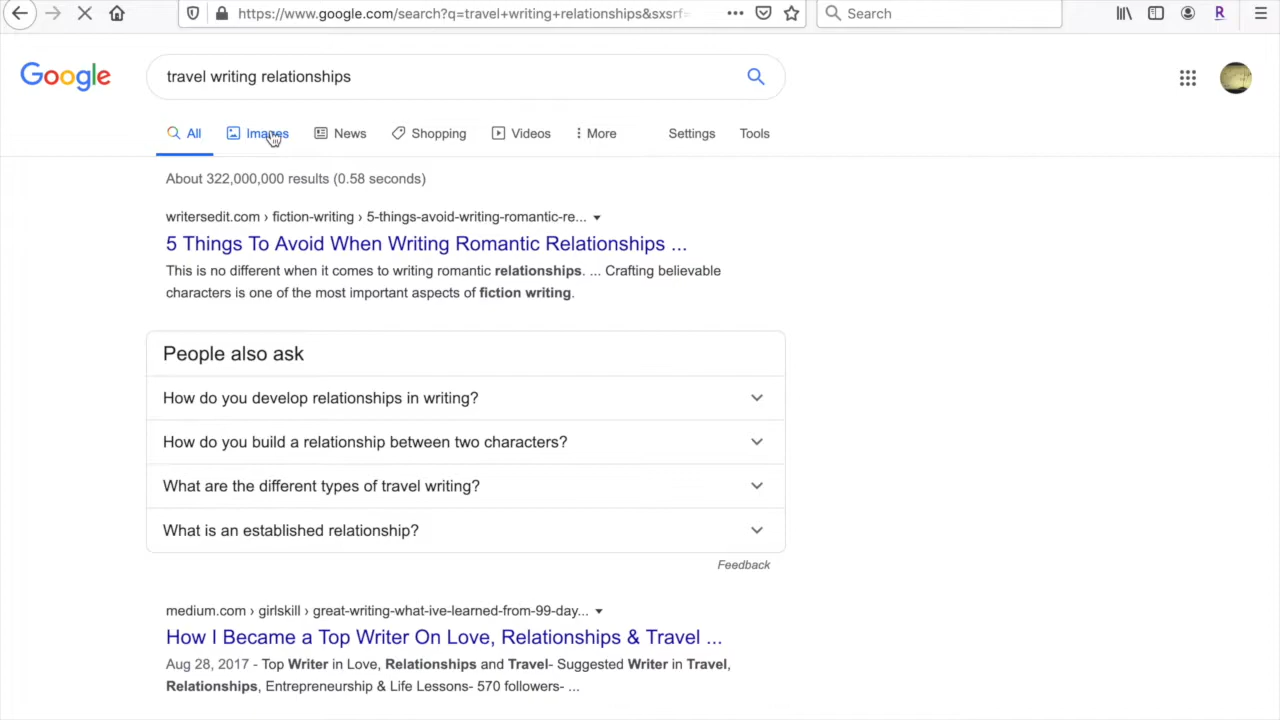 https://www.google.com/search?q=travel+writing+relationships&sxsrf=
Search
R
Google
travel writing relationships
All
Images
News
Shopping
Videos
More
Settings
Tools
About 322,000,000 results (0.58 seconds)
writersedit.com › fiction-writing › 5-things-avoid-writing-romantic-re...
5 Things To Avoid When Writing Romantic Relationships ...
This is no different when it comes to writing romantic relationships. ... Crafting believable
characters is one of the most important aspects of fiction writing.
People also ask
How do you develop relationships in writing?
How do you build a relationship between two characters?
What are the different types of travel writing?
What is an established relationship?
Feedback
medium.com › girlskill › great-writing-what-ive-learned-from-99-day...
How I Became a Top Writer On Love, Relationships & Travel ...
Aug 28, 2017 - Top Writer in Love, Relationships and Travel- Suggested Writer in Travel,
Relationships, Entrepreneurship & Life Lessons- 570 followers- ...